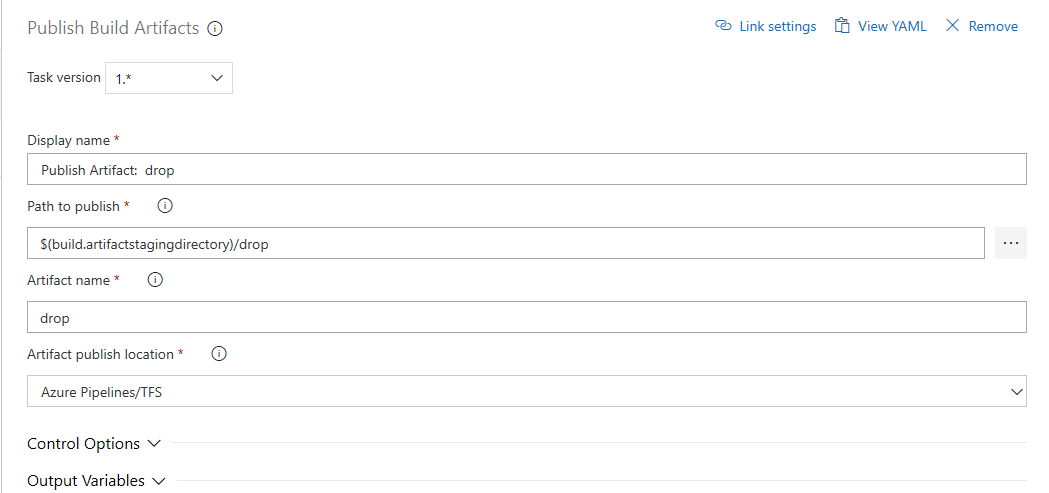 Publish Build Artifacts
Link settings
View YAML
Remove
Task version 1.*
Display name *
Publish Artifact: drop
Path to publish *
$(build.artifactstagingdirectory)/drop
...
Artifact name *
drop
Artifact publish location *
Azure Pipelines/TFS
Control Options
Output Variables